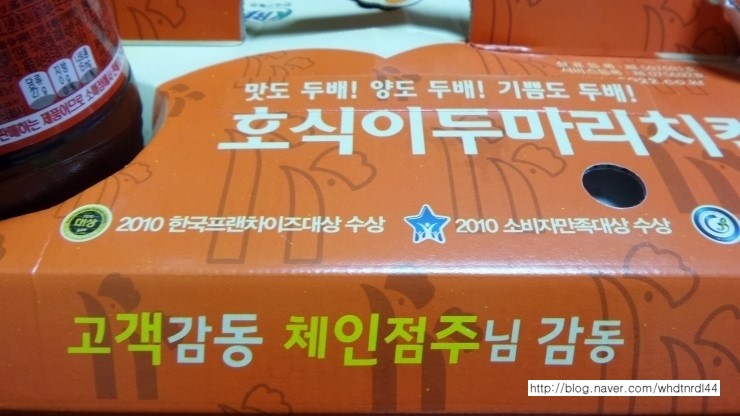 맛도 두배! 양도 두배! 기쁨도 두배!
호식이두마리치킨
2010 한국프랜차이즈대상 수상
2010 소비자만족대상 수상
고객감동 체인점주님 감동
http://blog.naver.com/whdtnrdl44